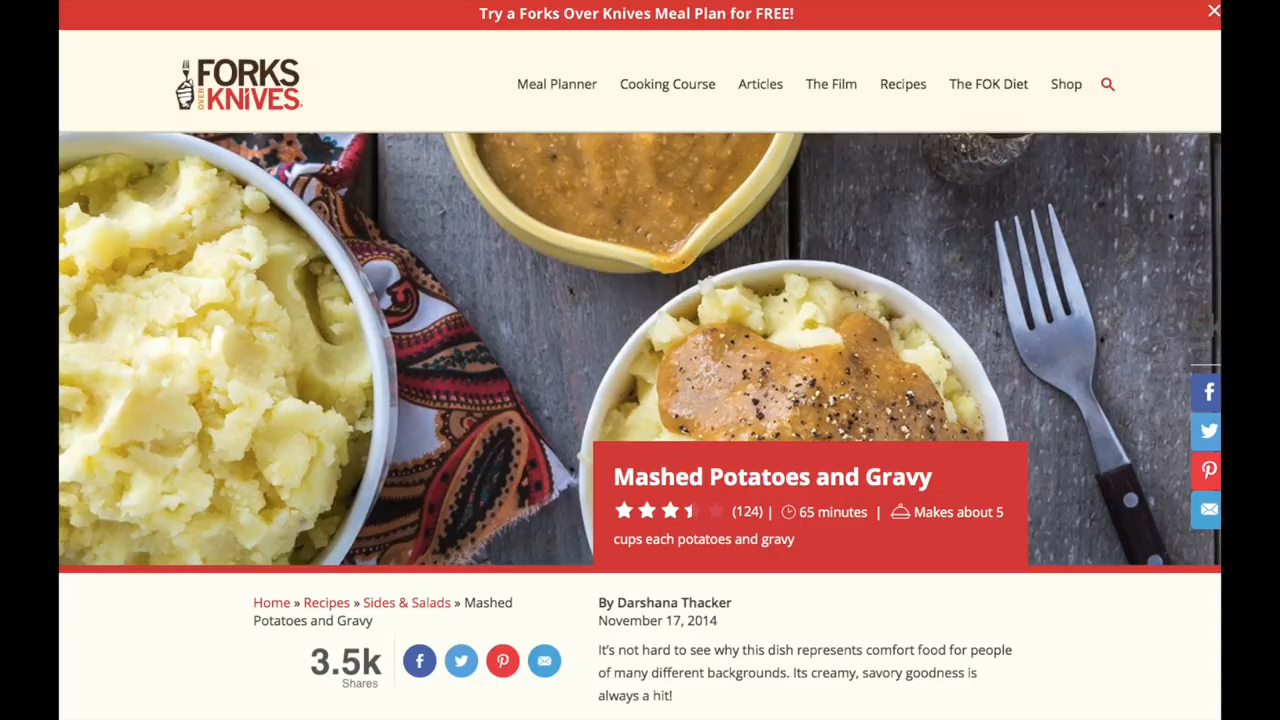 Try a Forks Over Knives Meal Plan for FREE!
FORKS
OVER
KNIVES
Meal Planner Cooking Course Articles The Film Recipes The FOK Diet Shop
Mashed Potatoes and Gravy
(124) | 65 minutes | Makes about 5
cups each potatoes and gravy
Home » Recipes » Sides & Salads » Mashed
Potatoes and Gravy
3.5k
Shares
By Darshana Thacker
November 17, 2014
It's not hard to see why this dish represents comfort food for people
of many different backgrounds. Its creamy, savory goodness is
always a hit!